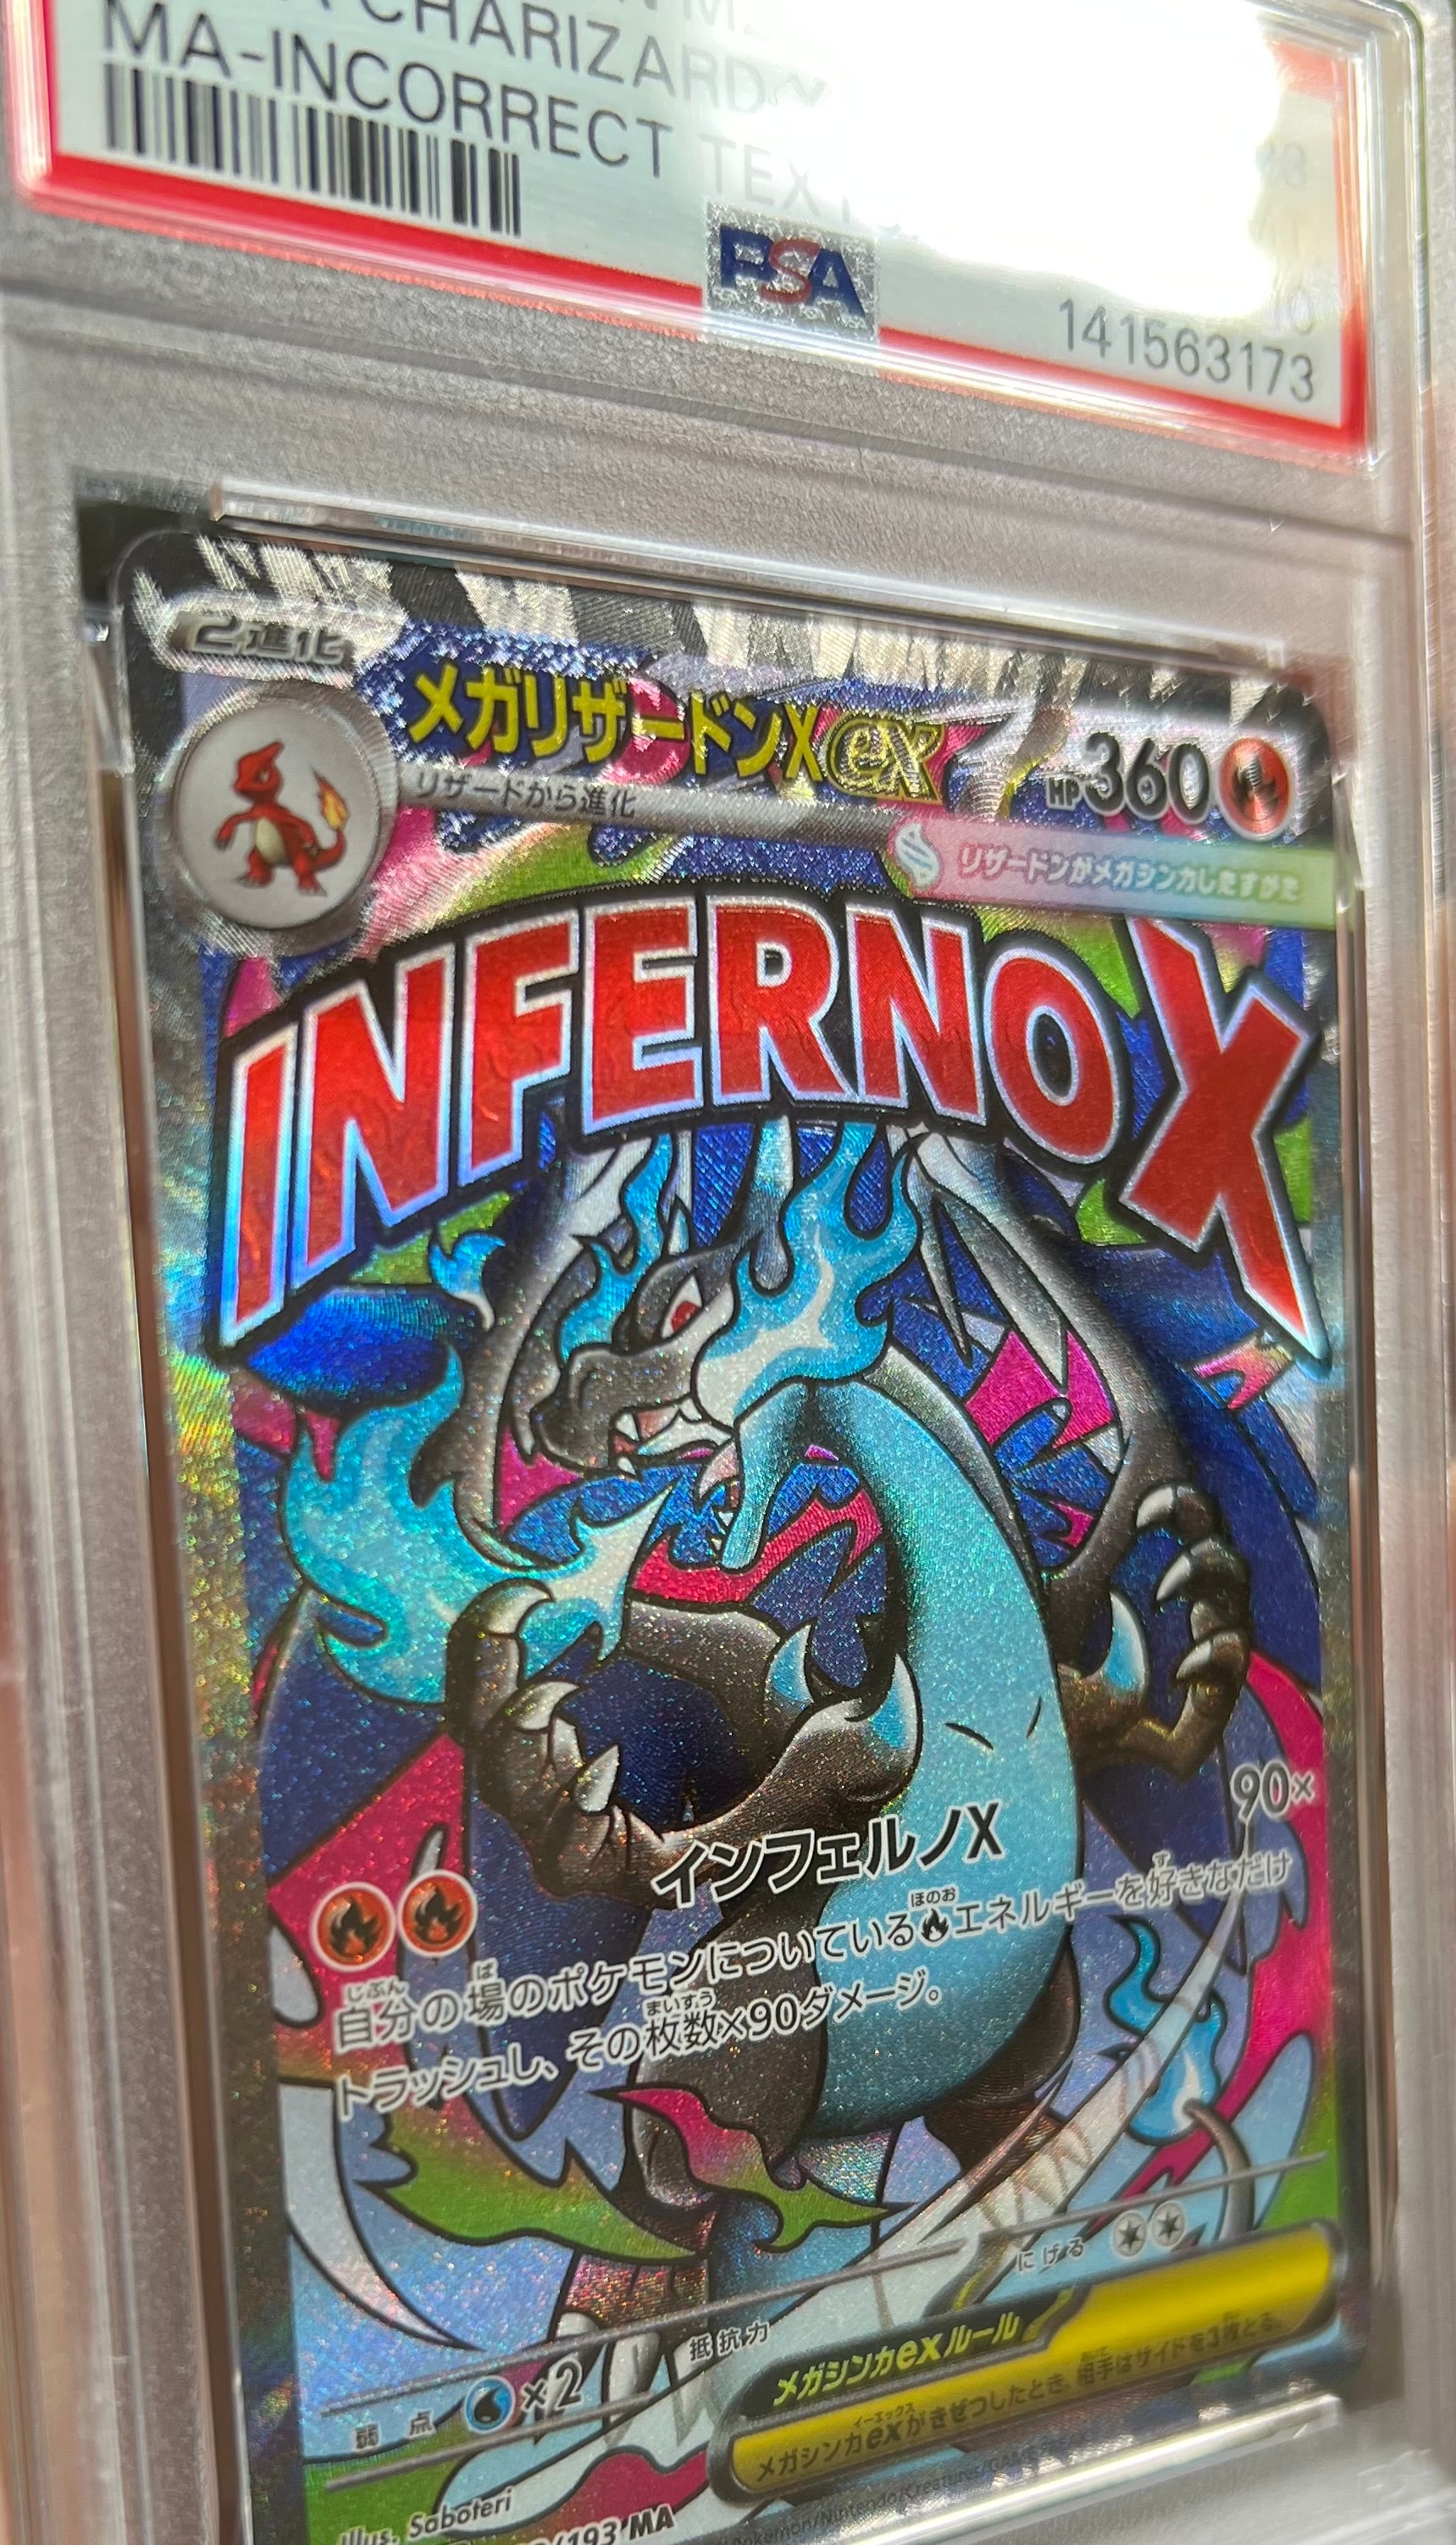 CHARIZARD X
MA-INCORRECT TEXT
PSA
10
141563173
2進化
メガリザードンXex
HP360
リザードから進化
リザードンがメガシンカしたすがた
INFERNO X
インフェルノX
90×
自分の場のポケモンについているエネルギーを好きなだけ
トラッシュし、その枚数×90ダメージ。
にげる
抵抗力
弱点 ×2
メガシンカexルール
メガシンカexがきぜつしたとき、相手はサイドを3枚とる。
Illus. Saboteri
/193 MA
Pokémon/Nintendo/Creatures/GAME FREAK